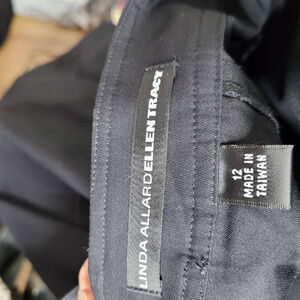 LINDA ALLARD ELLEN TRACY
12
MADE IN
TAIWAN